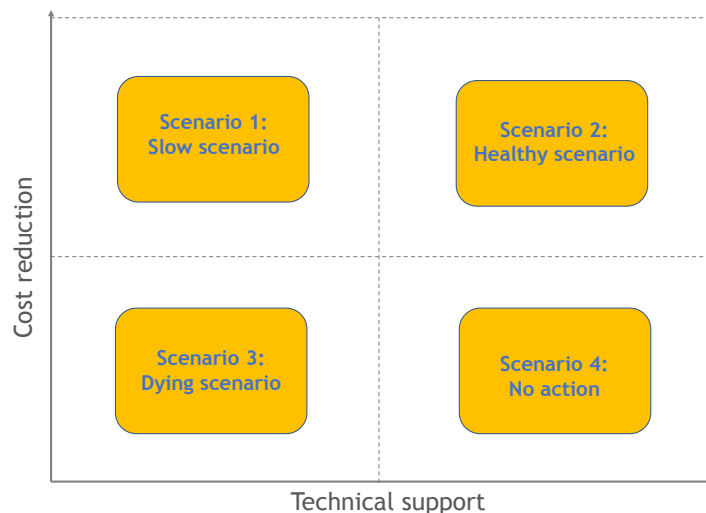 Scenario 1:
Slow scenario
Scenario 2:
Healthy scenario
Cost reduction
Scenario 3:
Dying scenario
Scenario 4:
No action
Technical support